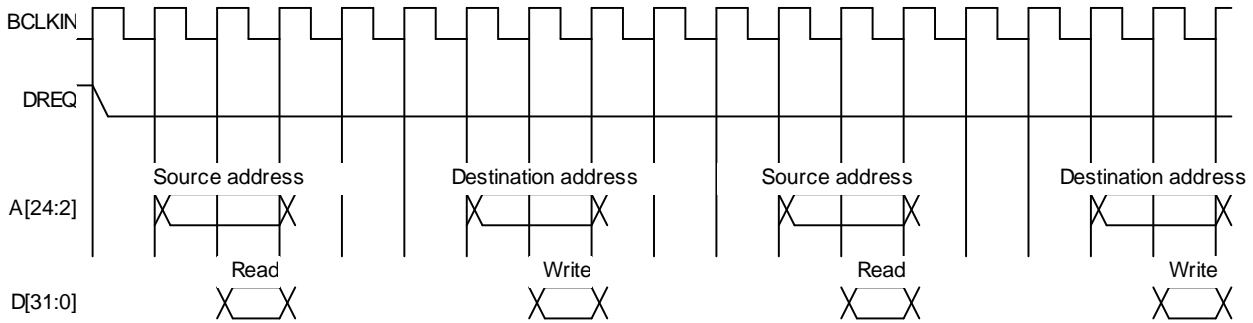 BCLKIN
DREQ
Source address Destination address Source address Destination address
A[24:2]
Read Write Read Write
D[31:0]